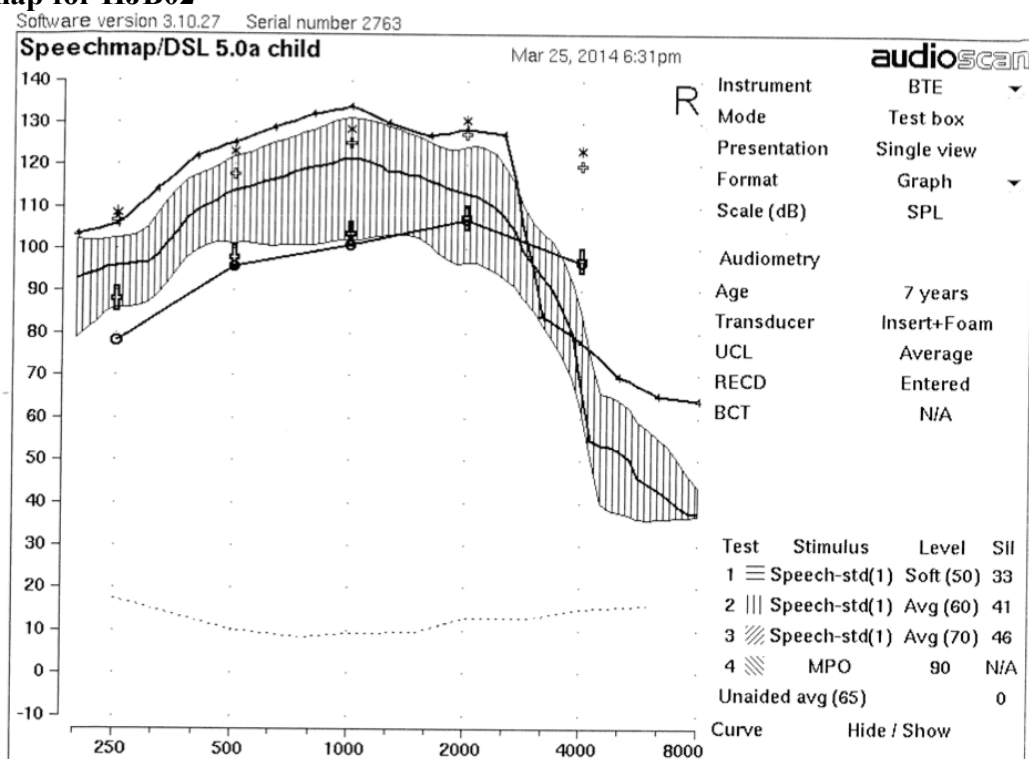 Software version 3.10.27 Serial number 2763
Speechmap/DSL 5.0a child
Mar 25, 2014 6:31pm
audioscan
R
Instrument BTE
Mode Test box
Presentation Single view
Format Graph
Scale (dB) SPL
Audiometry
Age 7 years
Transducer Insert+Foam
UCL Average
RECD Entered
BCT N/A
Test Stimulus Level SII
1 Speech-std(1) Soft (50) 33
2 Speech-std(1) Avg (60) 41
3 Speech-std(1) Avg (70) 46
4 MPO 90 N/A
Unaided avg (65) 0
Curve Hide / Show
140
130
120
110
100
90
80
70
60
50
40
30
20
10
0
-10
250 500 1000 2000 4000 8000